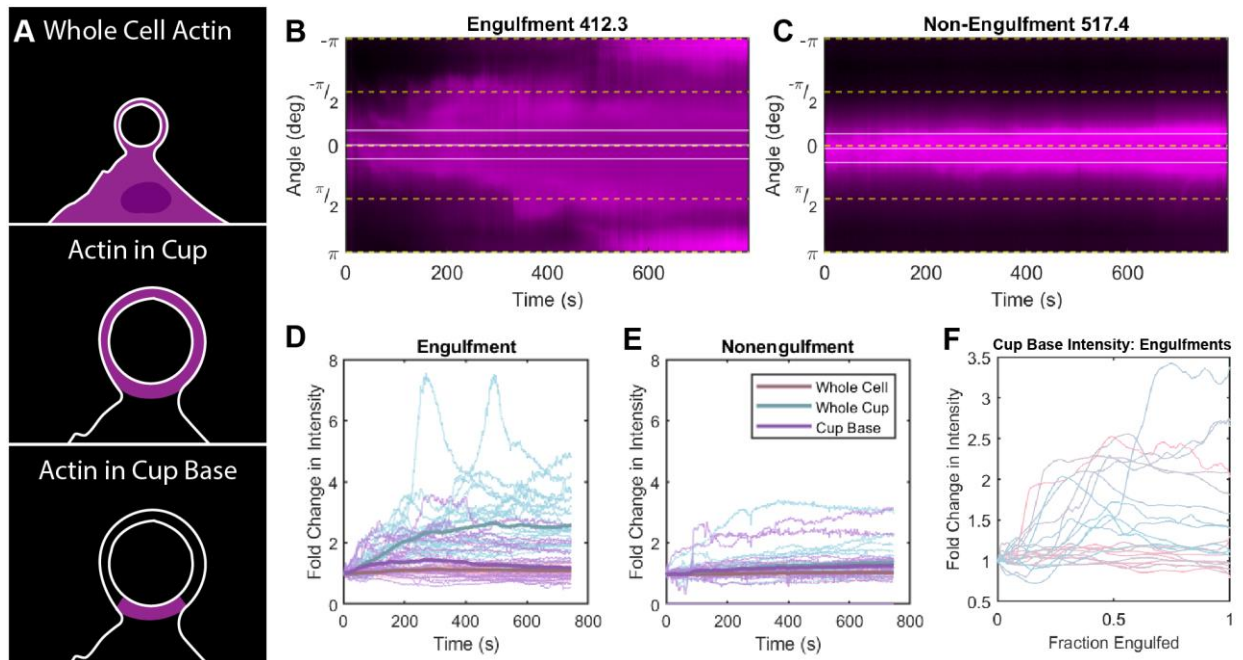 A Whole Cell Actin
Actin in Cup
Actin in Cup Base
B Engulfment 412.3
-π
-π/2
0
π/2
π
Angle (deg)
0 200 400 600
Time (s)
C Non-Engulfment 517.4
-π
-π/2
0
π/2
π
Angle (deg)
0 200 400 600
Time (s)
D Engulfment
8
6
4
2
0
Fold Change in Intensity
0 200 400 600 800
Time (s)
E Nonengulfment
Whole Cell
Whole Cup
Cup Base
8
6
4
2
0
Fold Change in Intensity
0 200 400 600 800
Time (s)
F Cup Base Intensity: Engulfments
3.5
3
2.5
2
1.5
1
0.5
Fold Change in Intensity
0 0.5 1
Fraction Engulfed